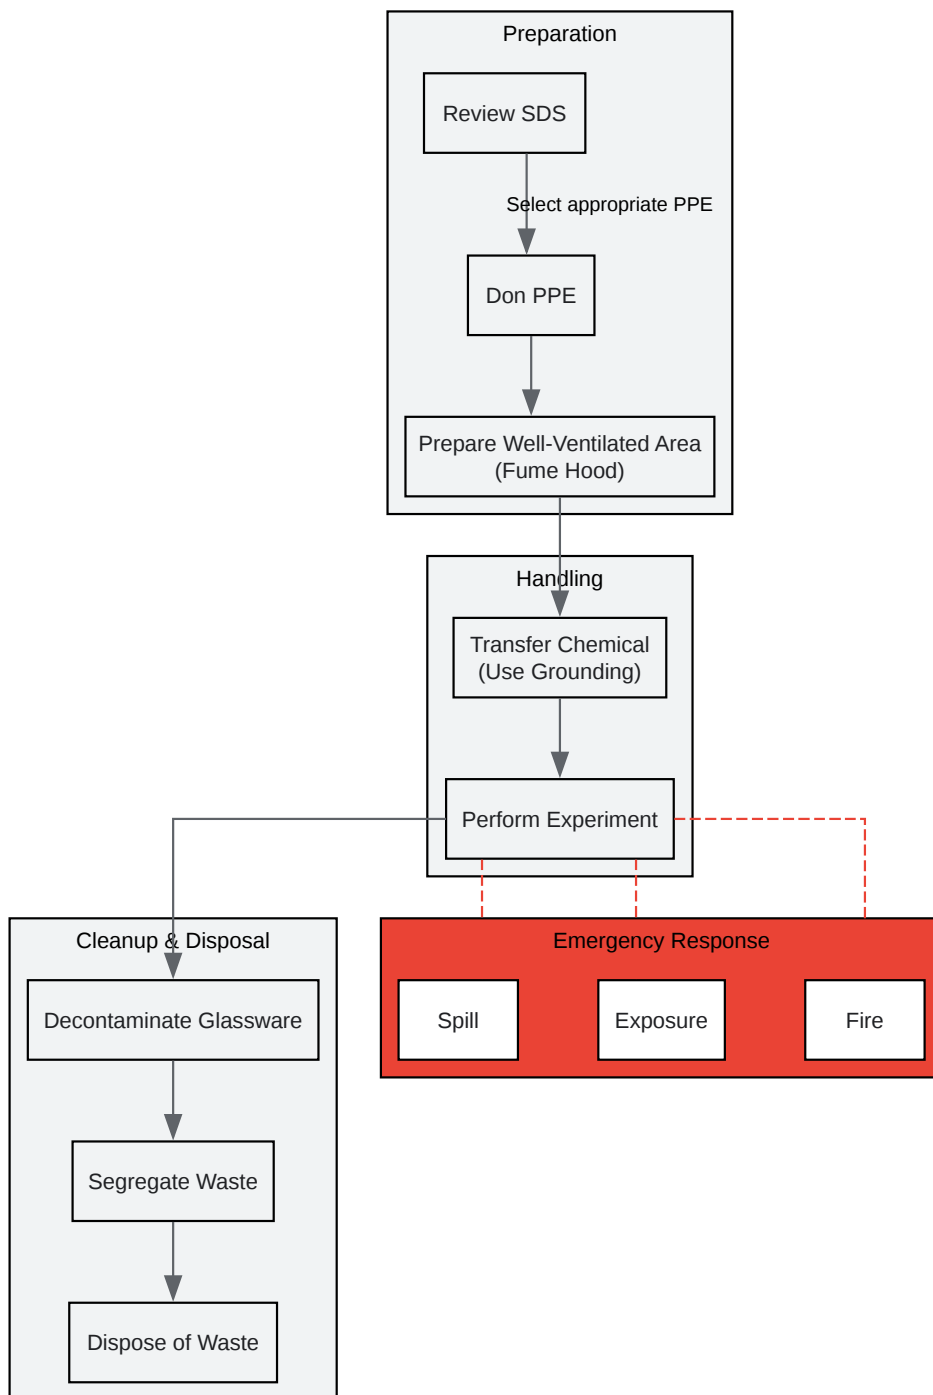 Preparation
Review SDS
Select appropriate PPE
Don PPE
Prepare Well-Ventilated Area
(Fume Hood)
Handling
Transfer Chemical
(Use Grounding)
Perform Experiment
Cleanup & Disposal
Decontaminate Glassware
Segregate Waste
Dispose of Waste
Emergency Response
Spill
Exposure
Fire